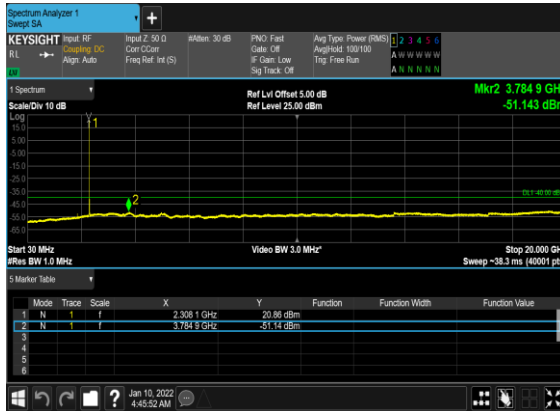 Spectrum Analyzer 1
Swept SA
+
KEYSIGHT Input: RF Input Z: 50 Ω #Atten: 30 dB PNO: Fast Avg Type: Power (RMS) 1 2 3 4 5 6
RL Coupling: DC Corr CCorr Gate: Off Avg|Hold: 100/100 A W W W W W
Align: Auto Freq Ref: Int (S) IF Gain: Low Trig: Free Run
Sig Track: Off A N N N N N
1 Spectrum Ref Lvl Offset 5.00 dB Mkr2 3.784 9 GH
Scale/Div 10 dB Ref Level 25.00 dBm -51.143 dB
Log
15.0
5.00
-5.00
-15.0
-25.0
-35.0
-45.0
-55.0
-65.0
1
2
DL1 -40.00 dB
Start 30 MHz Video BW 3.0 MHz* Stop 20.000 GH
#Res BW 1.0 MHz Sweep ~38.3 ms (40001 pt
5 Marker Table
Mode Trace Scale X Y Function Function Width Function Value
1 N 1 f 2.308 1 GHz 20.86 dBm
2 N 1 f 3.784 9 GHz -51.14 dBm
3
4
5
6
? Jan 10, 2022
4:45:52 AM